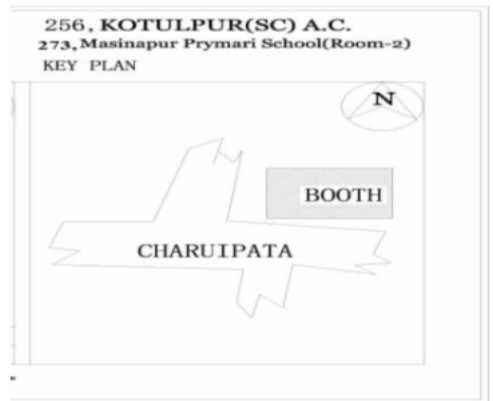 256, KOTULPUR(SC) A.C.
273, Masinapur Prymari School(Room-2)
KEY PLAN
N
BOOTH
CHARUIPATA